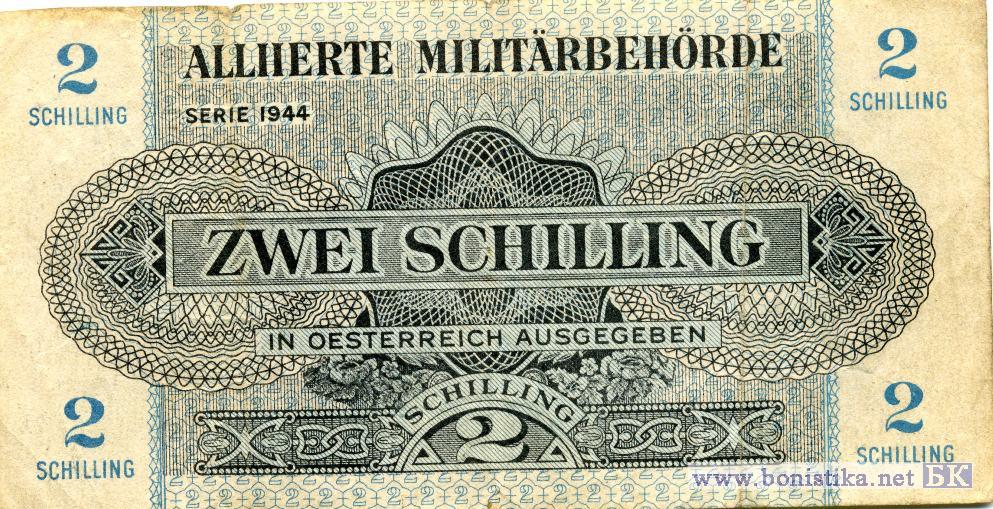 2
SCHILLING
ALLHERTE MILITÄRBEHÖRDE
2
SCHILLING
SERIE 1944
ZWEI SCHILLING
IN OESTERREICH AUSGEGEBEN
SCHILLING
2
2
SCHILLING
2
SCHILLING
www.bonistika.net БК